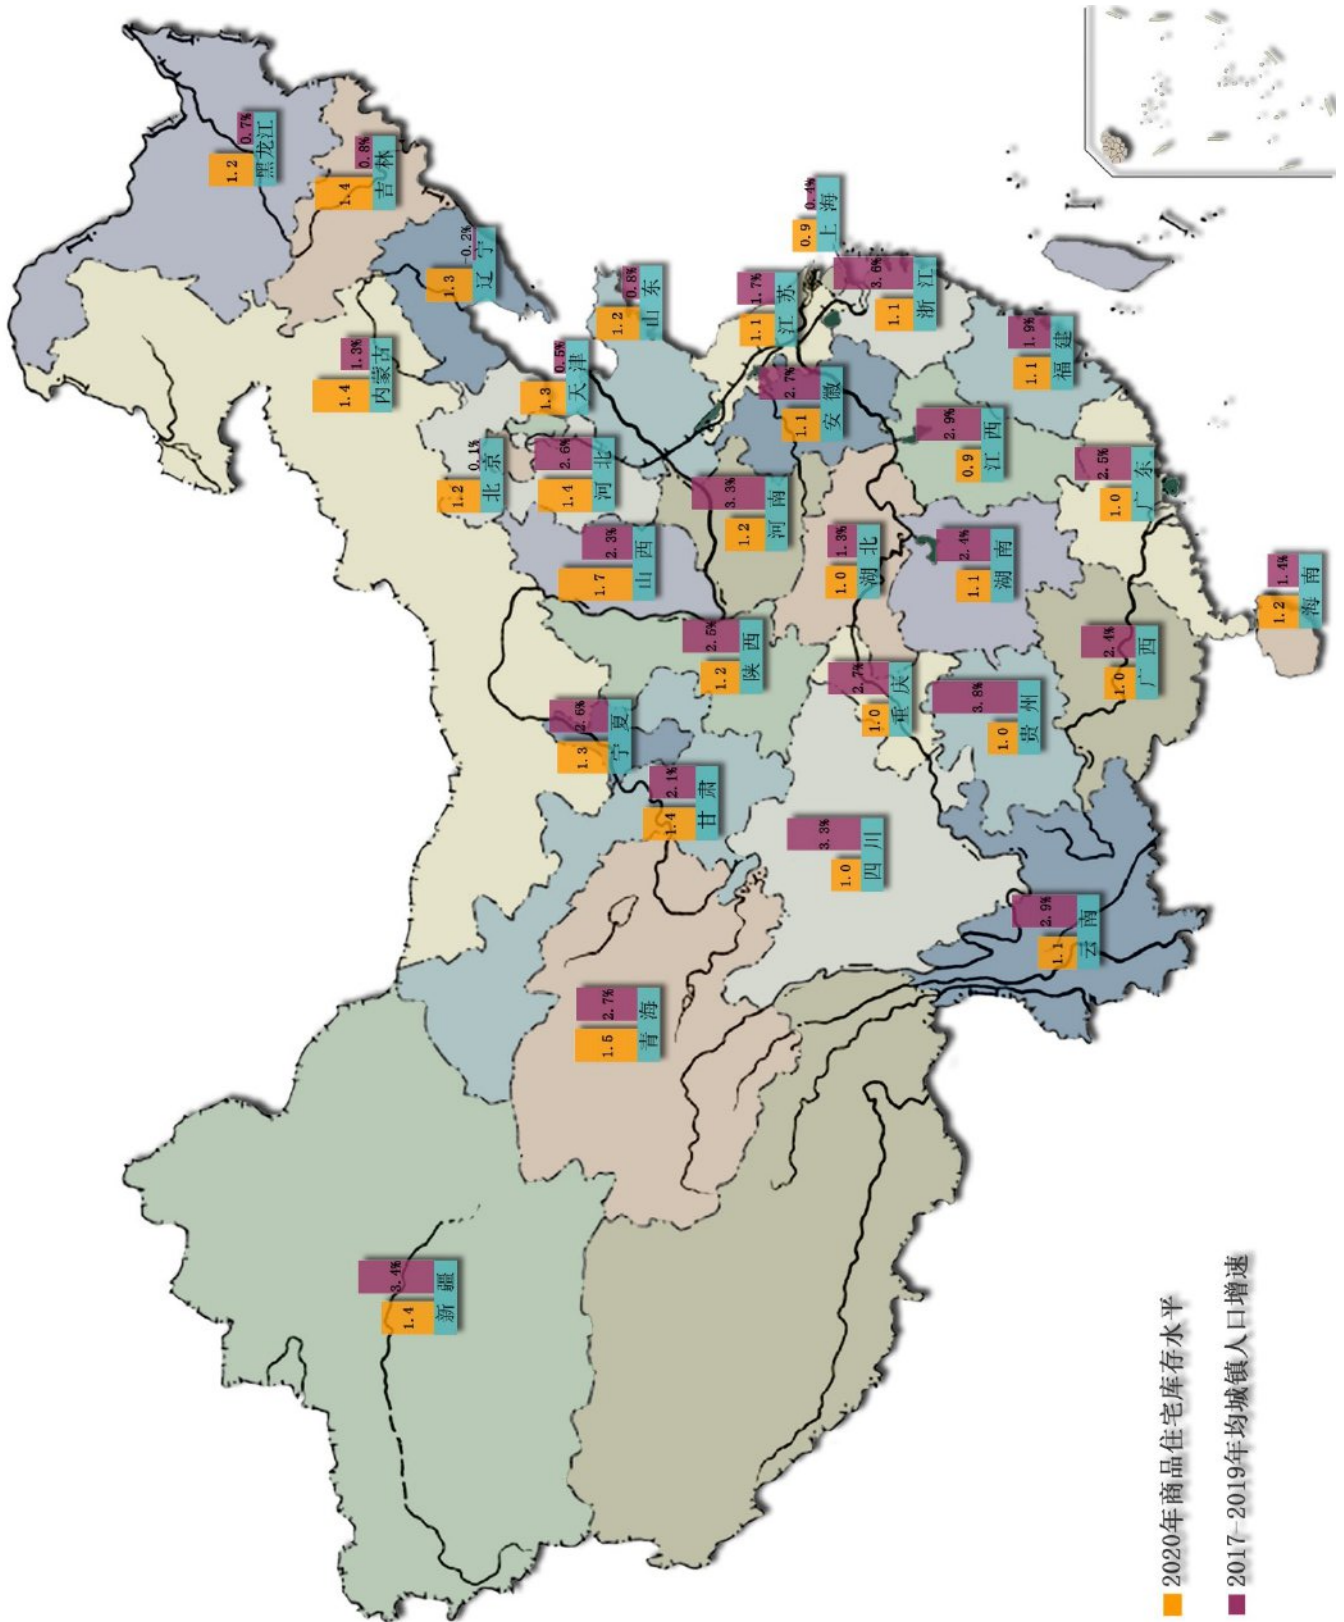 0.7%
1.2
黑龙江
0.8%
1.4
吉林
-0.2%
1.3
辽宁
1.3%
1.4
内蒙古
0.1%
1.2
北京
0.5%
1.3
天津
2.6%
1.4
河北
0.8%
1.2
山东
2.3%
1.7
山西
3.3%
1.2
河南
2.5%
1.2
陕西
2.6%
1.3
宁夏
2.1%
1.4
甘肃
2.7%
1.5
青海
3.4%
1.4
新疆
1.7%
1.1
江苏
0.4%
0.9
上海
3.6%
1.1
浙江
2.7%
1.1
安徽
1.9%
1.1
福建
2.9%
0.9
江西
1.3%
1.0
湖北
2.4%
1.1
湖南
2.5%
1.0
广东
2.4%
1.0
广西
1.4%
1.2
海南
2.7%
1.0
重庆
3.8%
1.0
贵州
3.3%
1.0
四川
2.9%
1.1
云南
2020年商品住宅库存水平
2017-2019年均城镇人口增速